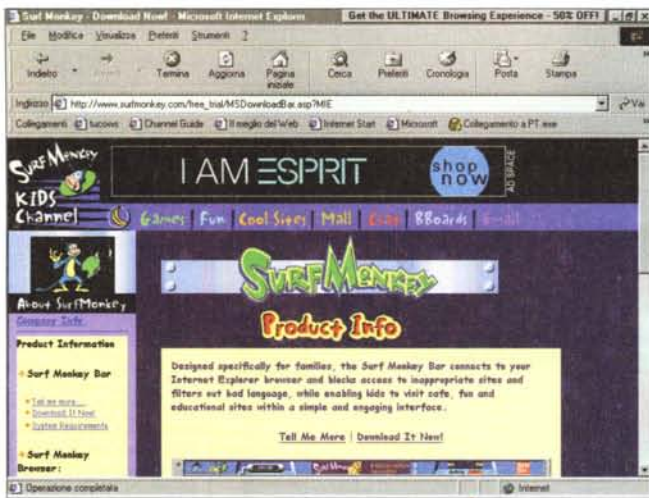 Surf Monkey - Download Now! - Microsoft Internet Explorer
Get the ULTIMATE Browsing Experience - 50% OFF!
File Modifica Visualizza Preferiti Strumenti ?
Indietro Termina Aggiorna Pagina iniziale Cerca Preferiti Cronologia Posta Stampa
Indirizzo http://www.surfmonkey.com/free_trial/MSDownloadBar.asp?MIE Vai
Collegamenti tucows Channel Guide Il meglio del Web Internet Start Microsoft Collegamento a PT.exe
SURF MONKEY
KIDS
Channel
I AM ESPRIT
shop now
AD SPACE
Games Fun Cool Sites Mall Chat BBoards Email
SURFMONKEY
Product Info
About SurfMonkey
Company Info
Product Information
Surf Monkey Bar
Tell me more...
Download It Now!
System Requirements
Surf Monkey
Browser:
Designed specifically for families, the Surf Monkey Bar connects to your
Internet Explorer browser and blocks access to inappropriate sites and
filters out bad language, while enabling kids to visit safe, fun and
educational sites within a simple and engaging interface.
Tell Me More | Download It Now!
Operazione completata
Internet